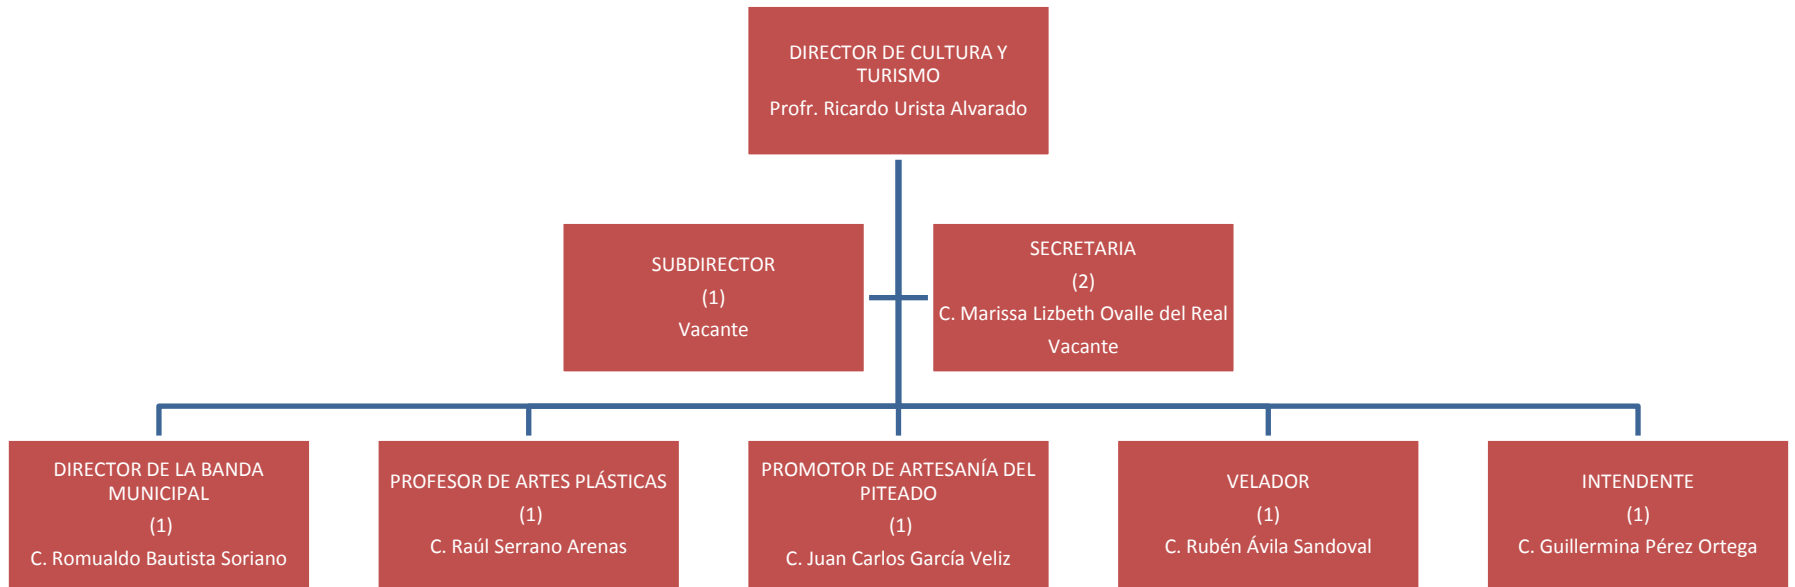 DIRECTOR DE CULTURA Y
TURISMO
Profr. Ricardo Urista Alvarado
SUBDIRECTOR
(1)
Vacante
SECRETARIA
(2)
C. Marissa Lizbeth Ovalle del Real
Vacante
DIRECTOR DE LA BANDA
MUNICIPAL
(1)
C. Romualdo Bautista Soriano
PROFESOR DE ARTES PLÁSTICAS
(1)
C. Raúl Serrano Arenas
PROMOTOR DE ARTESANÍA DEL
PITEADO
(1)
C. Juan Carlos García Veliz
VELADOR
(1)
C. Rubén Ávila Sandoval
INTENDENTE
(1)
C. Guillermina Pérez Ortega